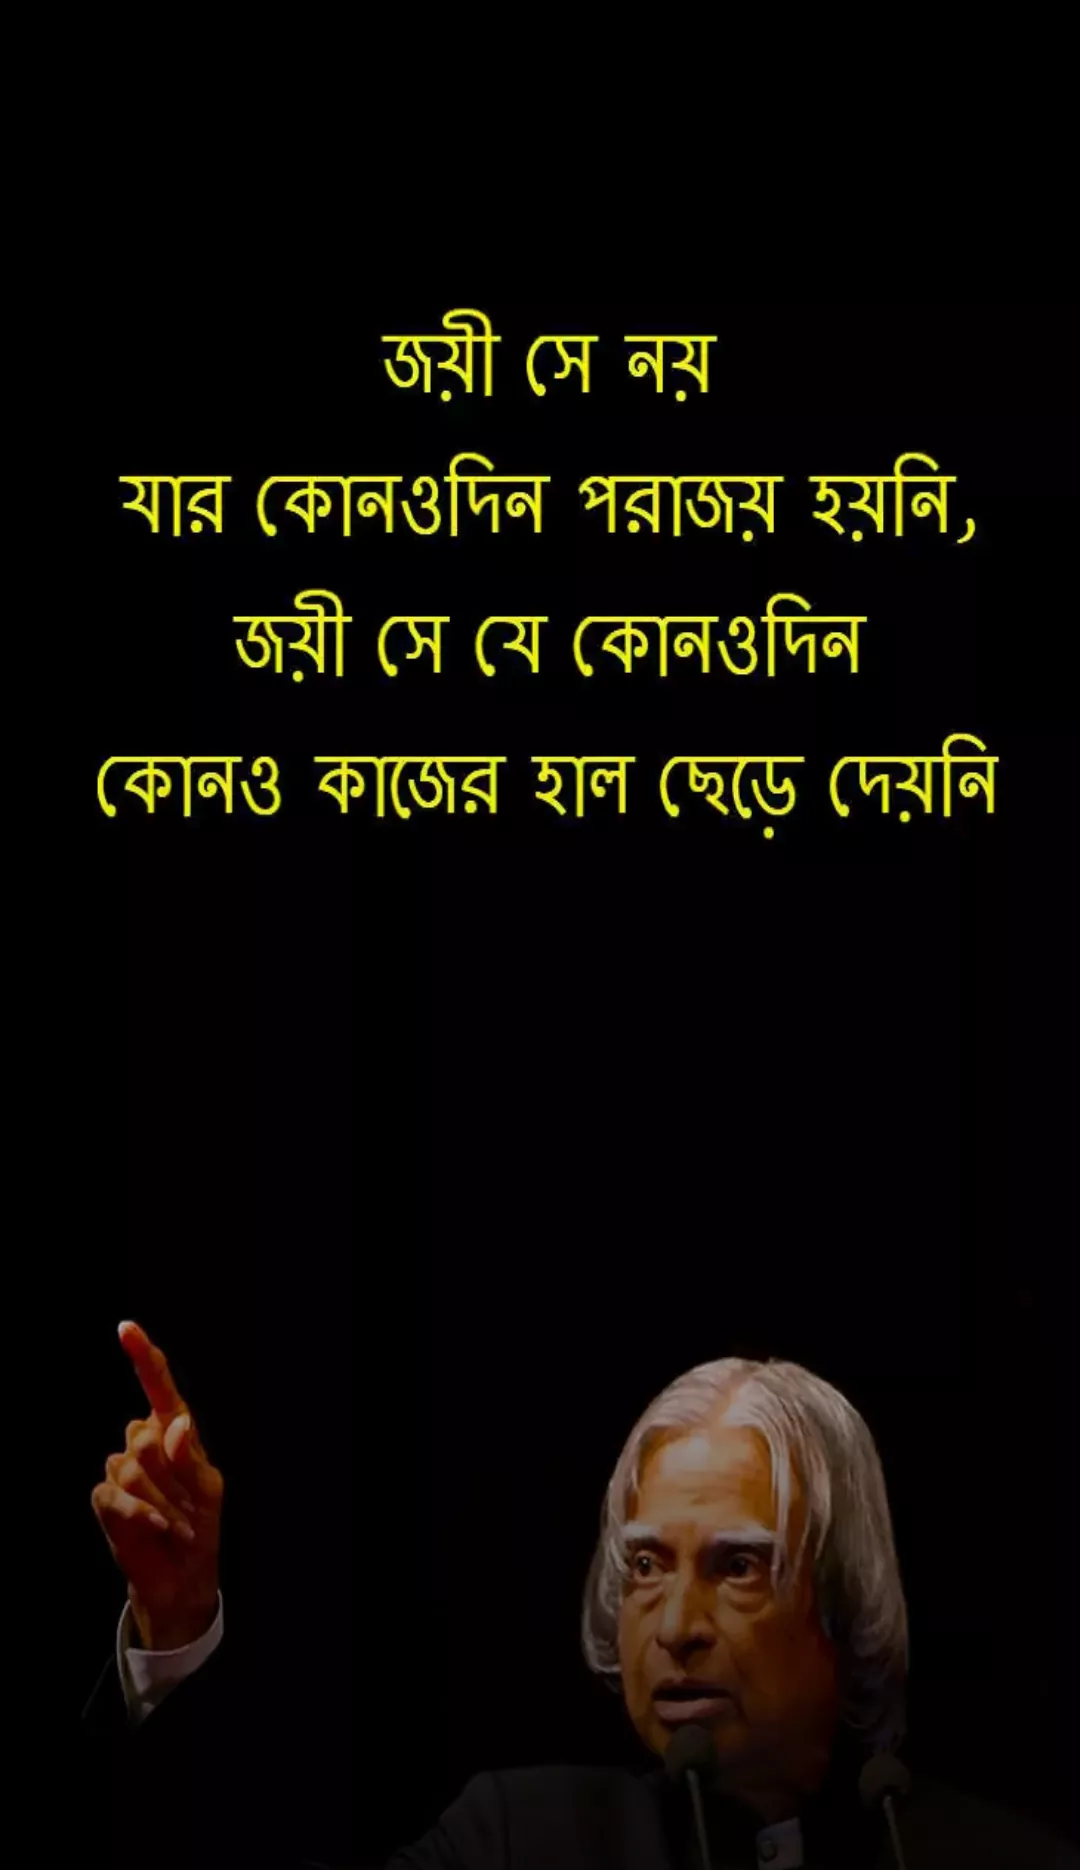 জয়ী সে নয়
যার কোনওদিন পরাজয় হয়নি,
জয়ী সে যে কোনওদিন
কোনও কাজের হাল ছেড়ে দেয়নি